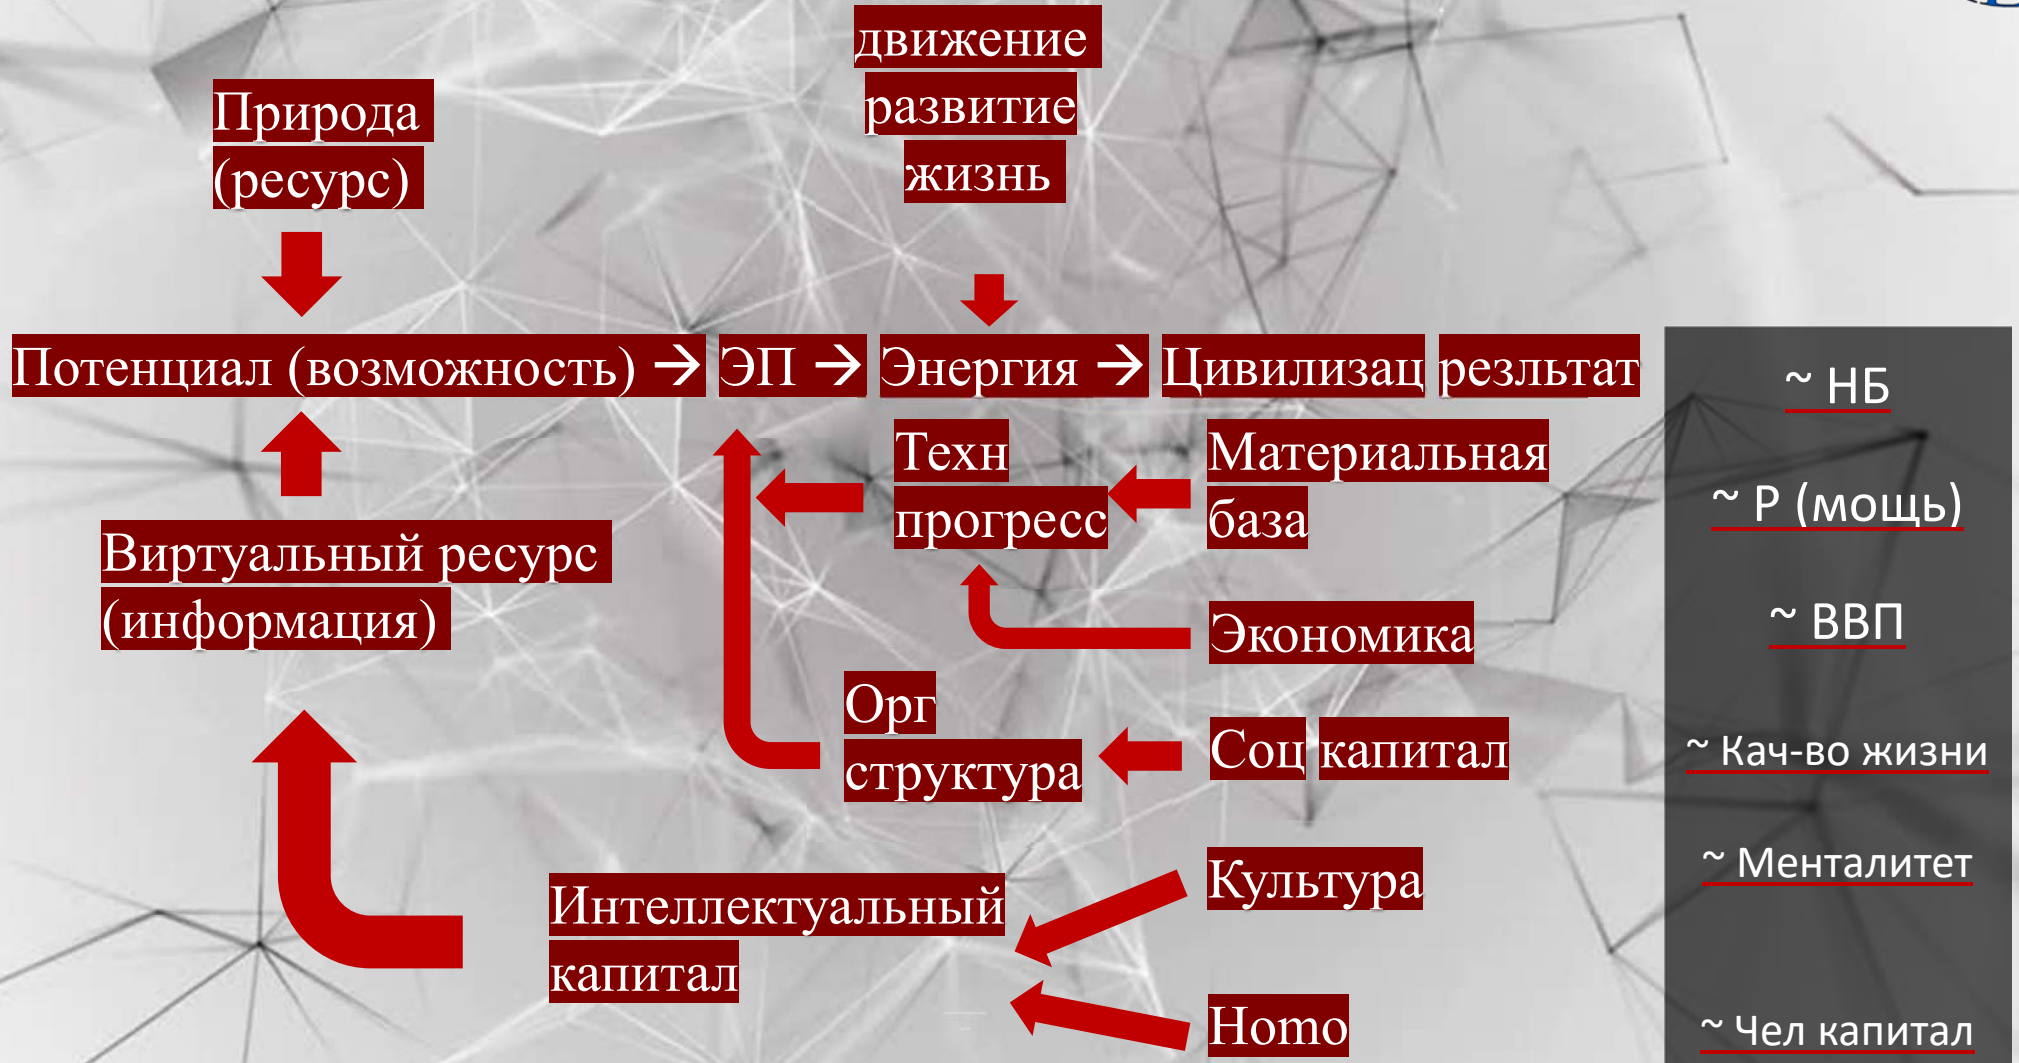 движение
развитие
жизнь
Природа
(ресурс)
Потенциал (возможность) → ЭП → Энергия → Цивилизац резльтат
~ НБ
Техн
прогресс
Материальная
база
~ Р (мощь)
Виртуальный ресурс
(информация)
Экономика
~ ВВП
Орг
структура
Соц капитал
~ Кач-во жизни
Культура
~ Менталитет
Интеллектуальный
капитал
Homo
~ Чел капитал